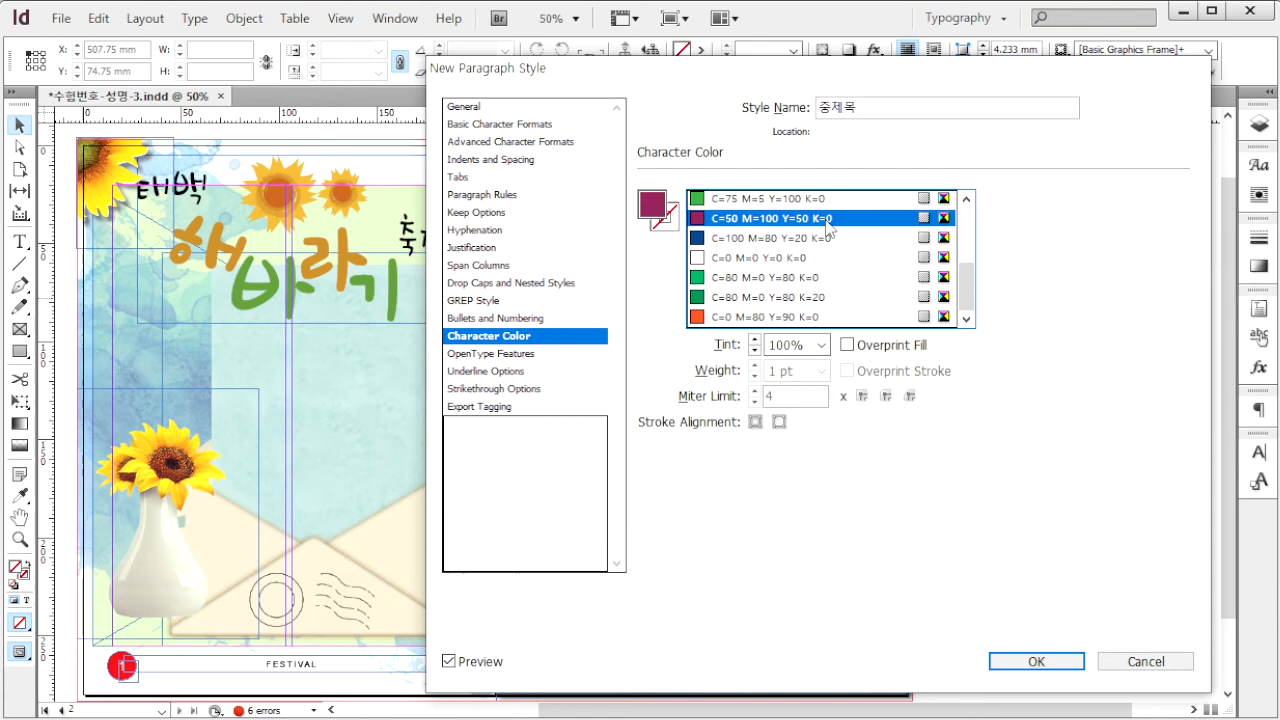 Id File Edit Layout Type Object Table View Window Help Br 50% Typography
X: 507.75 mm W: 4.233 mm [Basic Graphics Frame]+
Y: 74.75 mm H:
*수험번호-성명-3.indd @ 50% ×
New Paragraph Style
0 50 100 150
General
Basic Character Formats
Advanced Character Formats
Indents and Spacing
Tabs
Paragraph Rules
Keep Options
Hyphenation
Justification
Span Columns
Drop Caps and Nested Styles
GREP Style
Bullets and Numbering
Character Color
OpenType Features
Underline Options
Strikethrough Options
Export Tagging
Style Name: 중제목
Location:
Character Color
C=75 M=5 Y=100 K=0
C=50 M=100 Y=50 K=0
C=100 M=80 Y=20 K=0
C=0 M=0 Y=0 K=0
C=80 M=0 Y=80 K=0
C=80 M=0 Y=80 K=20
C=0 M=80 Y=90 K=0
Tint: 100% Overprint Fill
Weight: 1 pt Overprint Stroke
Miter Limit: 4 x
Stroke Alignment:
Preview
OK
Cancel
태백
해바라기
축
FESTIVAL
2
6 errors